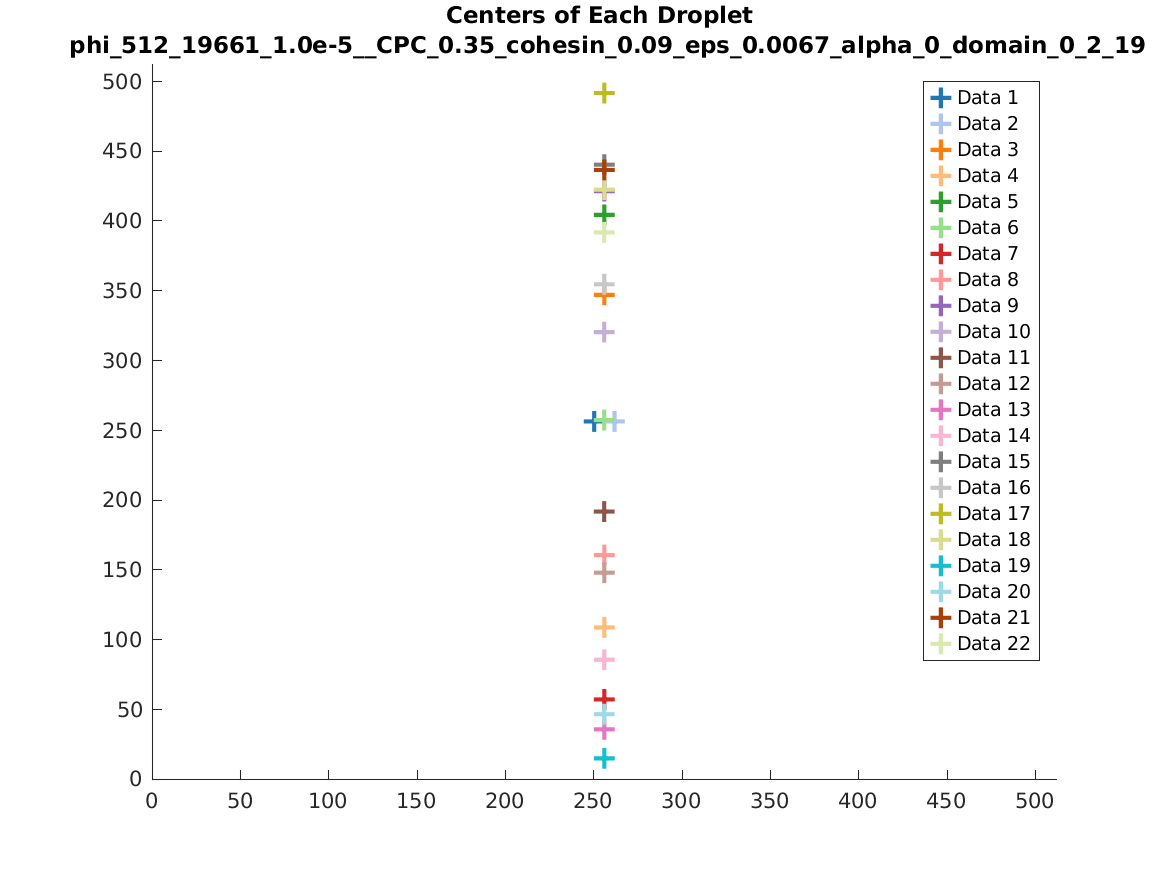 Centers of Each Droplet
phi_512_19661_1.0e-5__CPC_0.35_cohesin_0.09_eps_0.0067_alpha_0_domain_0_2_19
500
450
400
350
300
250
200
150
100
50
0
0 50 100 150 200 250 300 350 400 450 500
Data 1
Data 2
Data 3
Data 4
Data 5
Data 6
Data 7
Data 8
Data 9
Data 10
Data 11
Data 12
Data 13
Data 14
Data 15
Data 16
Data 17
Data 18
Data 19
Data 20
Data 21
Data 22